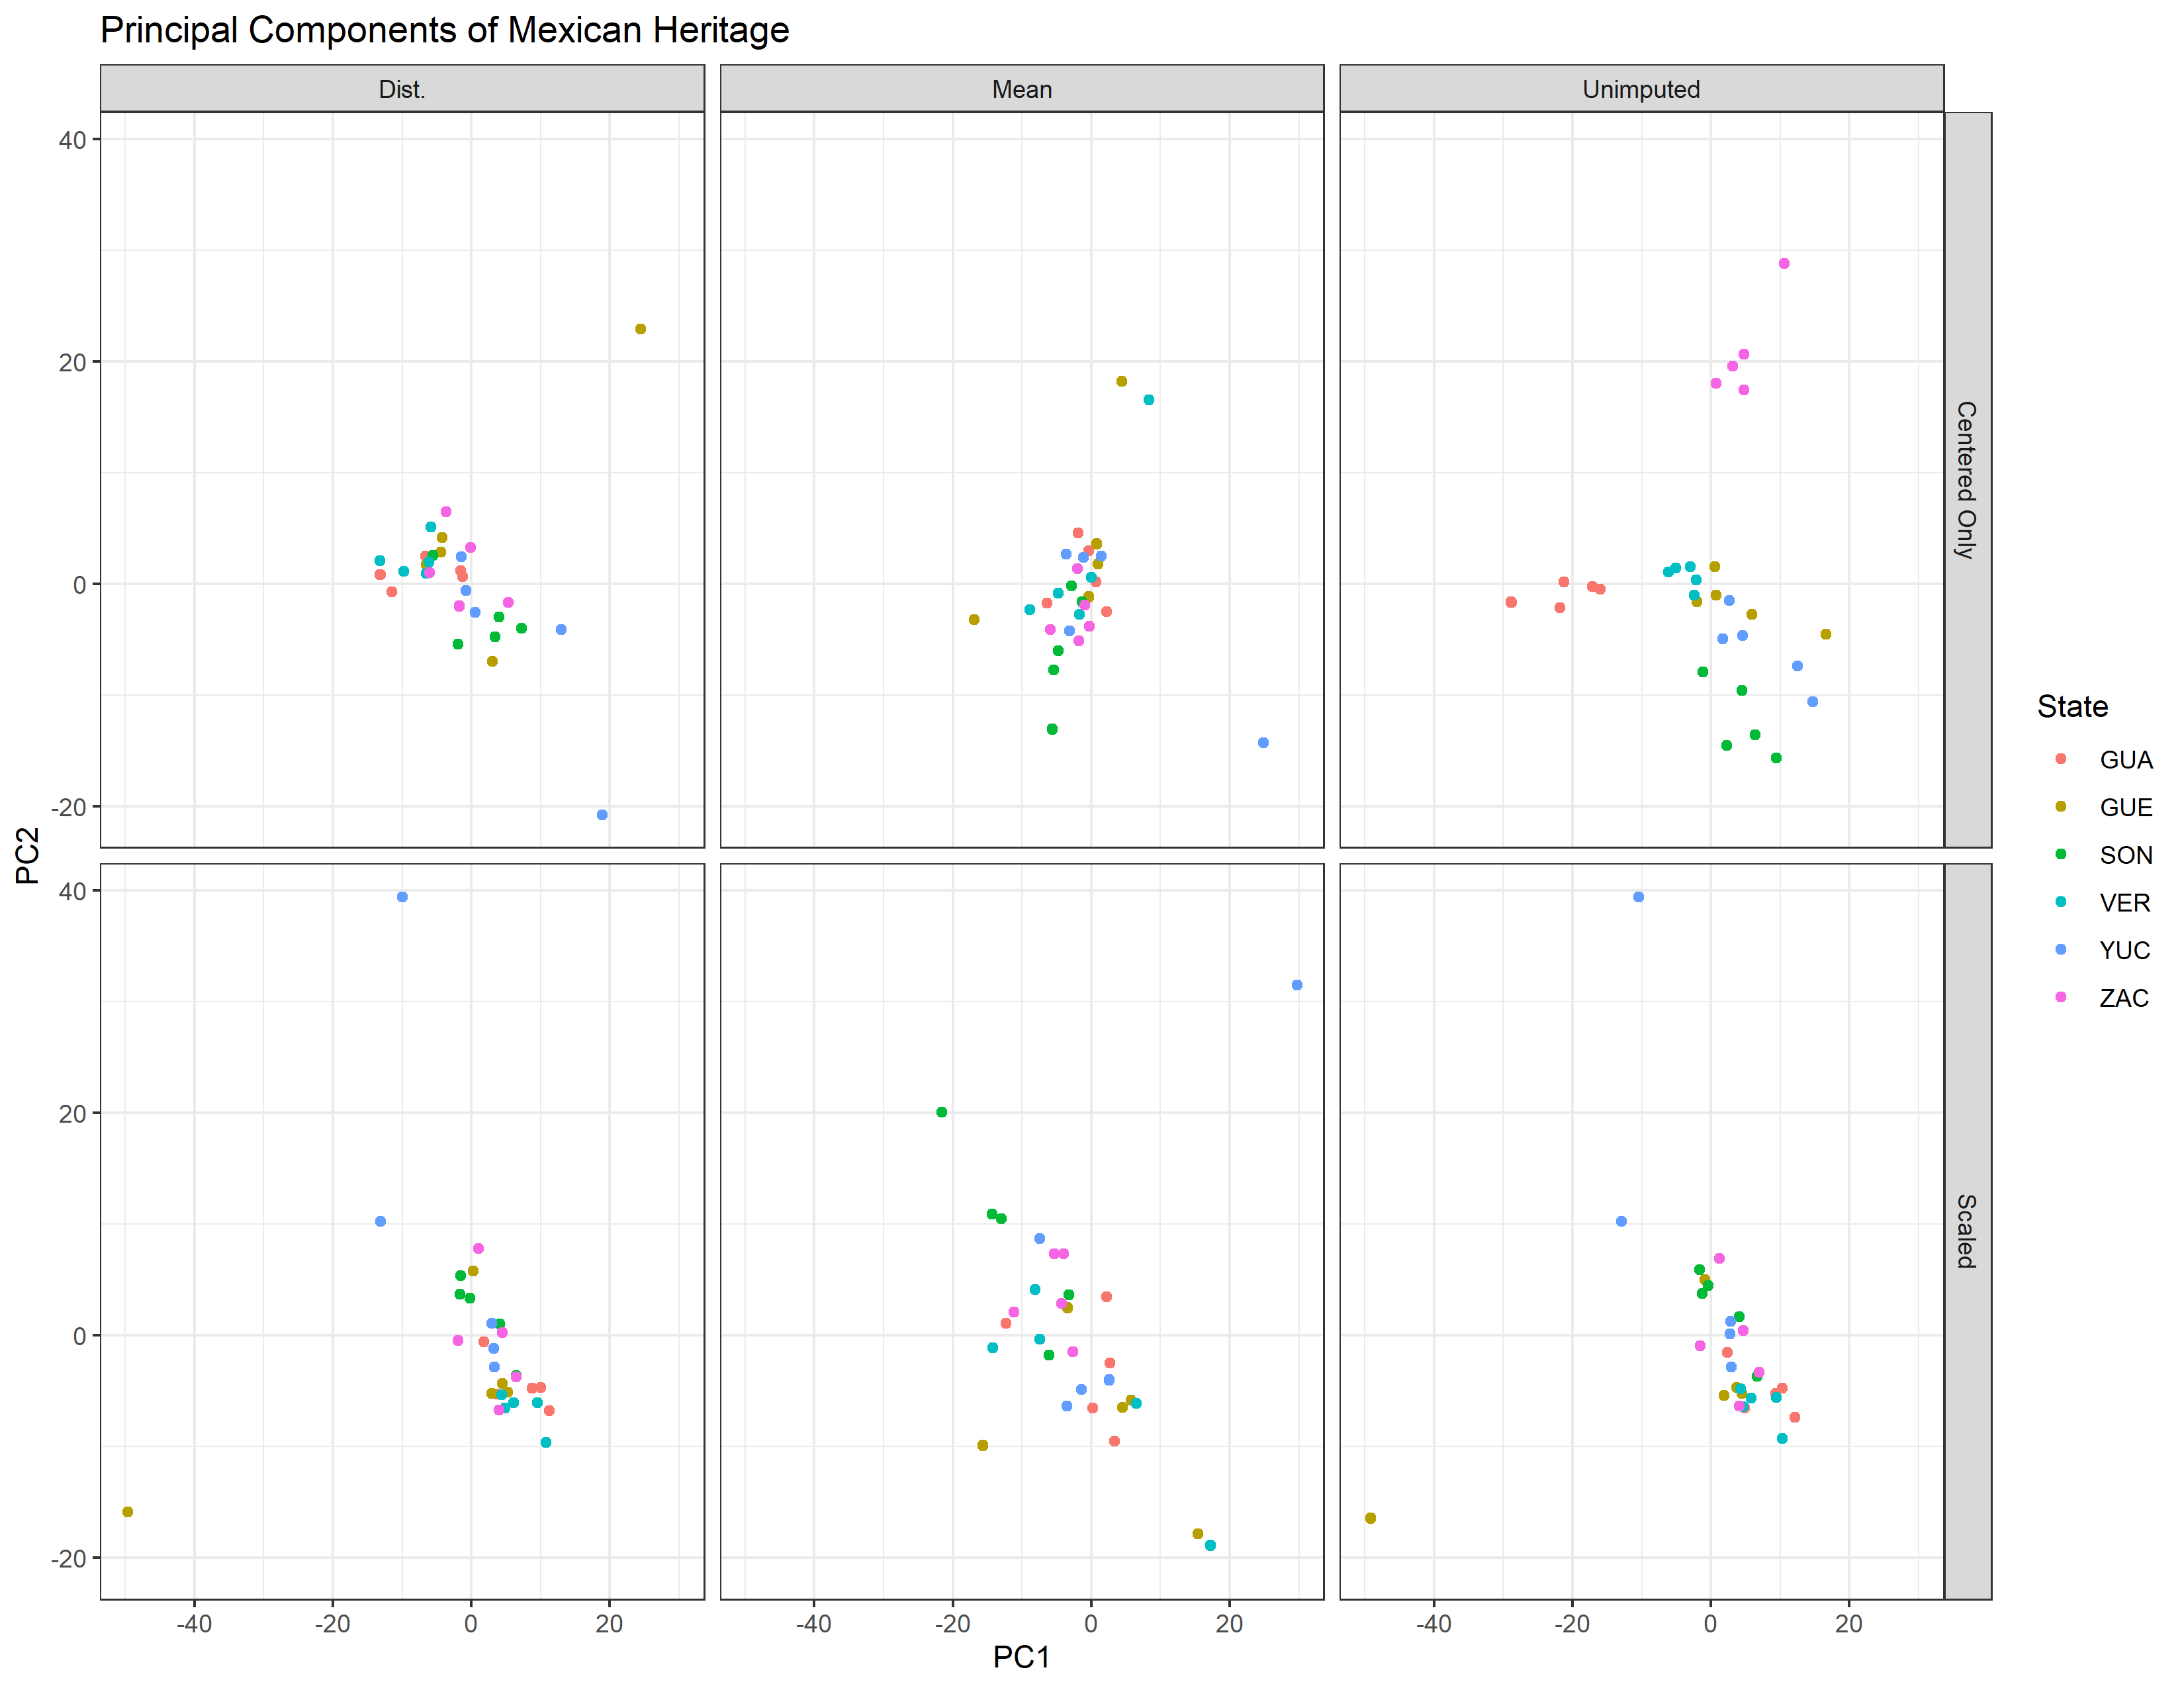 Principal Components of Mexican Heritage
Dist.
Mean
Unimputed
40
20
0
-20
Centered Only
PC2
40
20
0
-20
Scaled
-40
-20
0
20
-40
-20
0
20
-40
-20
0
20
PC1
State
GUA
GUE
SON
VER
YUC
ZAC